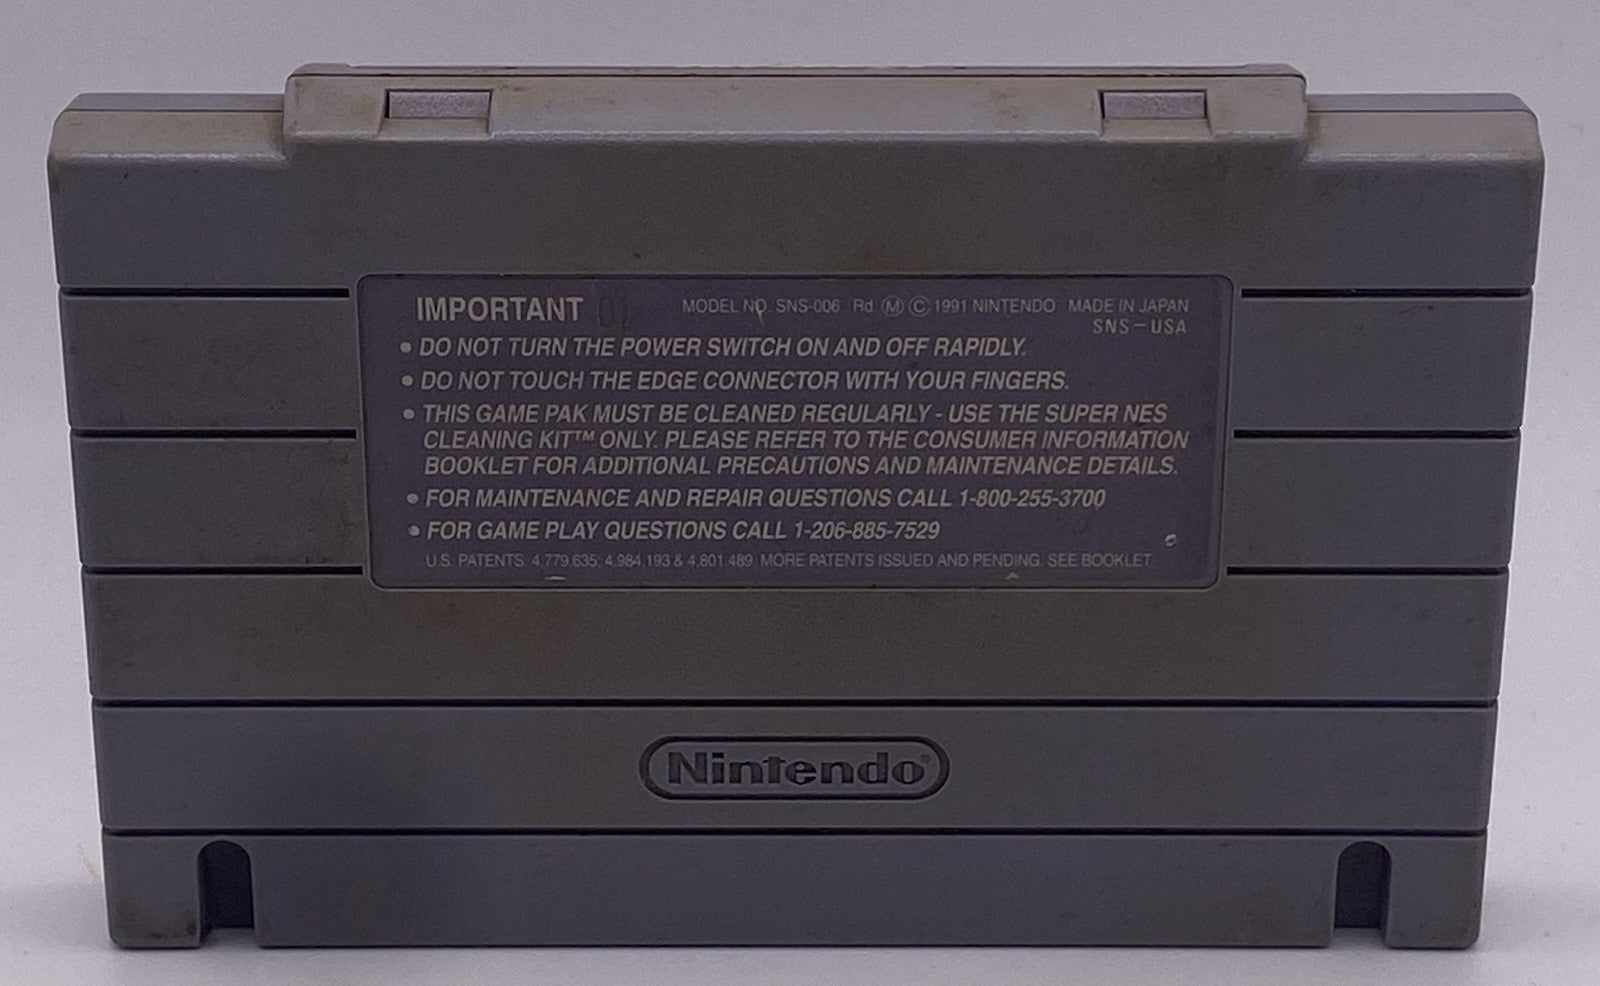 IMPORTANT 01 MODEL NO. SNS-006 Rd Ⓜ © 1991 NINTENDO MADE IN JAPAN
SNS-USA
• DO NOT TURN THE POWER SWITCH ON AND OFF RAPIDLY.
• DO NOT TOUCH THE EDGE CONNECTOR WITH YOUR FINGERS.
• THIS GAME PAK MUST BE CLEANED REGULARLY - USE THE SUPER NES
CLEANING KIT™ ONLY. PLEASE REFER TO THE CONSUMER INFORMATION
BOOKLET FOR ADDITIONAL PRECAUTIONS AND MAINTENANCE DETAILS.
• FOR MAINTENANCE AND REPAIR QUESTIONS CALL 1-800-255-3700
• FOR GAME PLAY QUESTIONS CALL 1-206-885-7529
U.S. PATENTS: 4,779,635; 4,984,193 & 4,801,489. MORE PATENTS ISSUED AND PENDING. SEE BOOKLET
Nintendo®